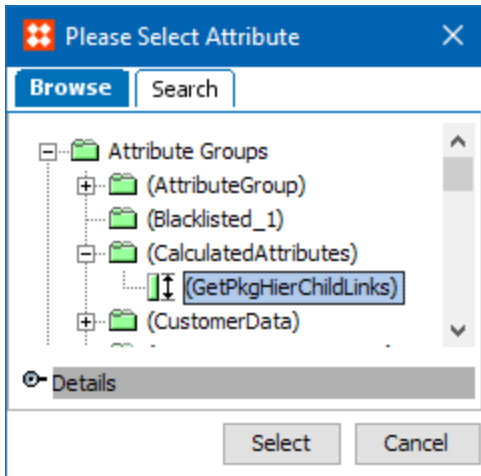 Please Select Attribute
Browse Search
Attribute Groups
(AttributeGroup)
(Blacklisted_1)
(CalculatedAttributes)
(GetPkgHierChildLinks)
(CustomerData)
Details
Select Cancel